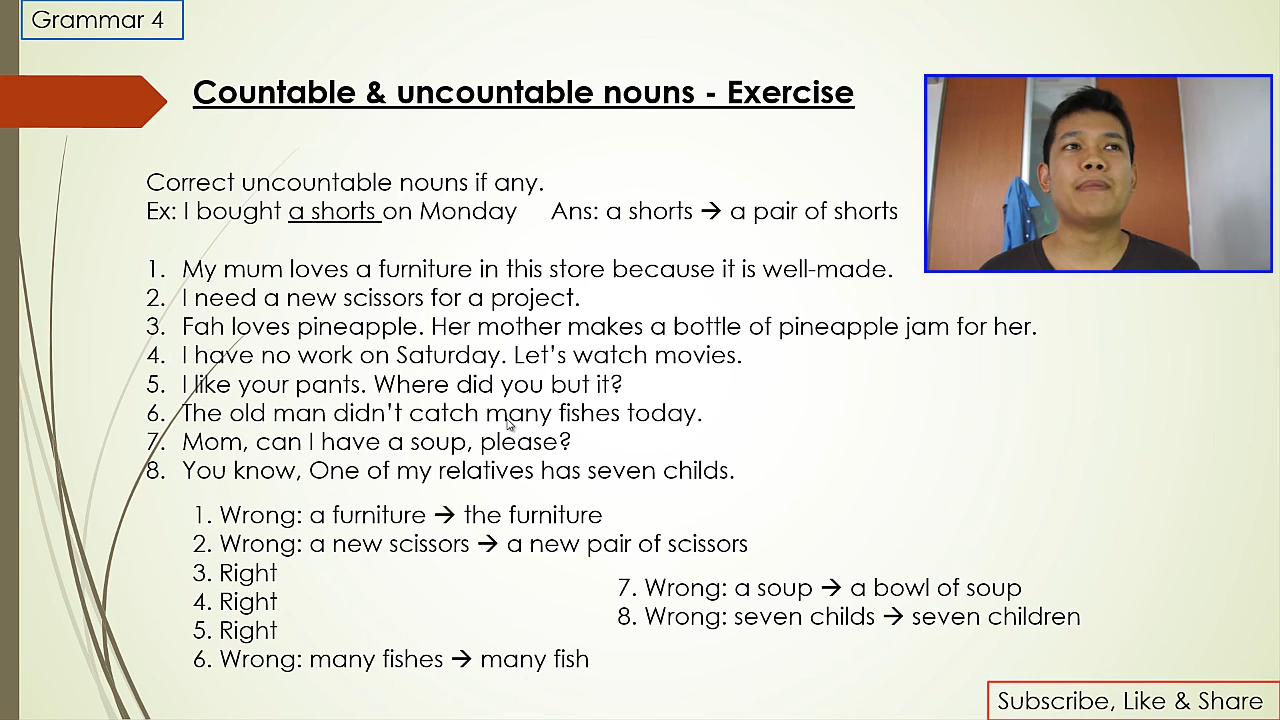 Grammar 4
Countable & uncountable nouns - Exercise
Correct uncountable nouns if any.
Ex: I bought a shorts on Monday Ans: a shorts → a pair of shorts
1. My mum loves a furniture in this store because it is well-made.
2. I need a new scissors for a project.
3. Fah loves pineapple. Her mother makes a bottle of pineapple jam for her.
4. I have no work on Saturday. Let's watch movies.
5. I like your pants. Where did you but it?
6. The old man didn't catch many fishes today.
7. Mom, can I have a soup, please?
8. You know, One of my relatives has seven childs.
1. Wrong: a furniture → the furniture
2. Wrong: a new scissors → a new pair of scissors
3. Right
4. Right
5. Right
6. Wrong: many fishes → many fish
7. Wrong: a soup → a bowl of soup
8. Wrong: seven childs → seven children
Subscribe, Like & Share